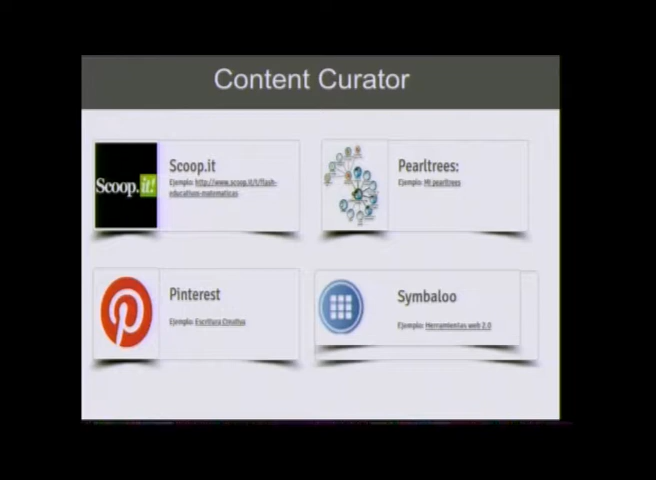 Content Curator
Scoop.it!
Scoop.it
Ejemplo: http://www.scoop.it/t/flash-
educations-matematicas
Pearltrees:
Ejemplo: Mi pearltrees
Pinterest
Ejemplo: Escritura Creativa
Symbaloo
Ejemplo: Herramientas web 2.0